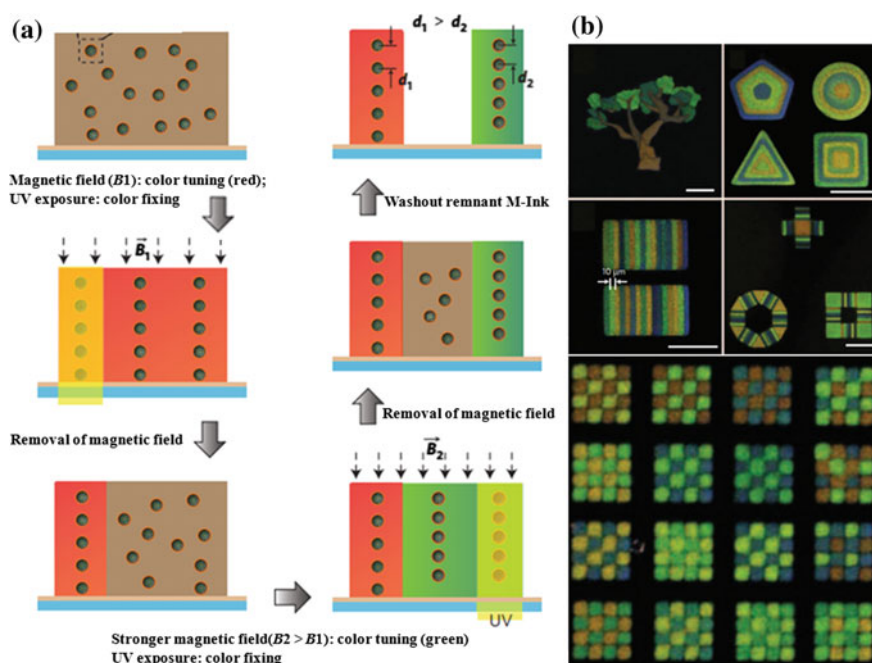 (a)
Magnetic field (B1): color tuning (red);
UV exposure: color fixing
B1
Removal of magnetic field
Stronger magnetic field(B2 > B1): color tuning (green)
UV exposure: color fixing
B2
UV
Removal of magnetic field
Washout remnant M-Ink
d1 > d2
d1
d2
(b)
10 μm